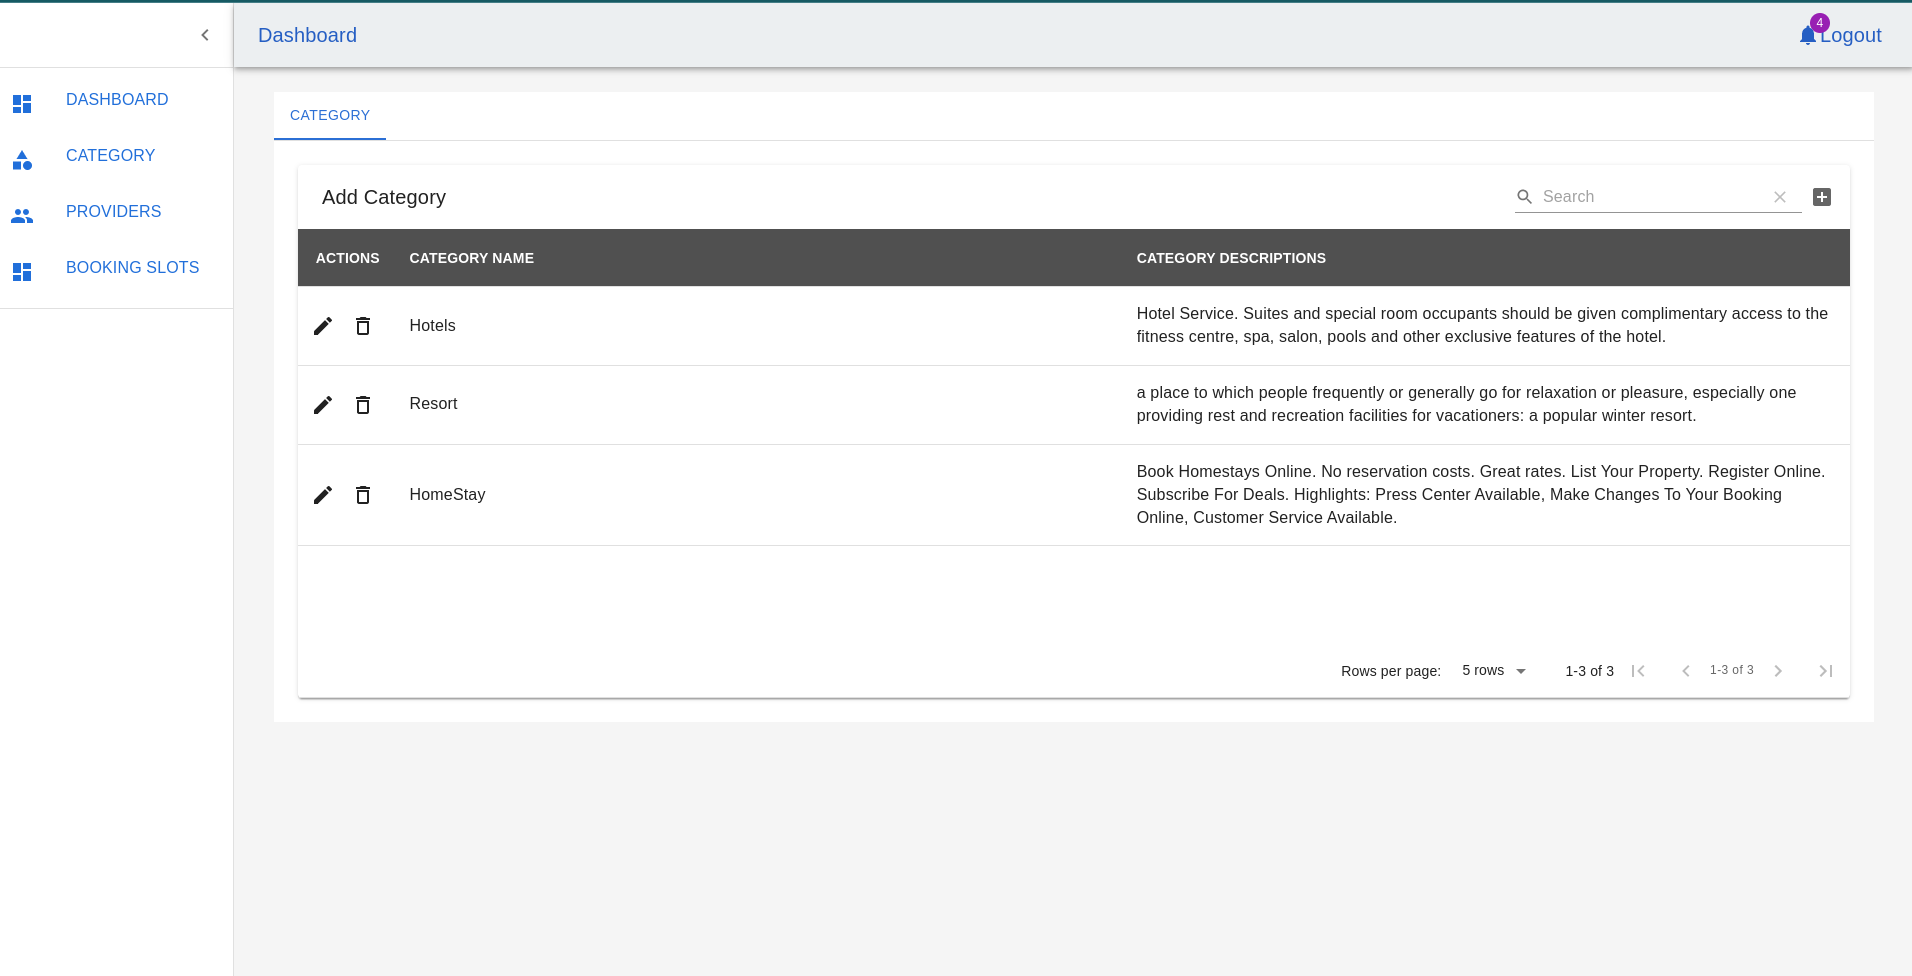 Dashboard
4
Logout
DASHBOARD
CATEGORY
PROVIDERS
BOOKING SLOTS
CATEGORY
Add Category
Search
ACTIONS CATEGORY NAME CATEGORY DESCRIPTIONS
Hotels
Hotel Service. Suites and special room occupants should be given complimentary access to the
fitness centre, spa, salon, pools and other exclusive features of the hotel.
Resort
a place to which people frequently or generally go for relaxation or pleasure, especially one
providing rest and recreation facilities for vacationers: a popular winter resort.
HomeStay
Book Homestays Online. No reservation costs. Great rates. List Your Property. Register Online.
Subscribe For Deals. Highlights: Press Center Available, Make Changes To Your Booking
Online, Customer Service Available.
Rows per page: 5 rows 1-3 of 3 1-3 of 3